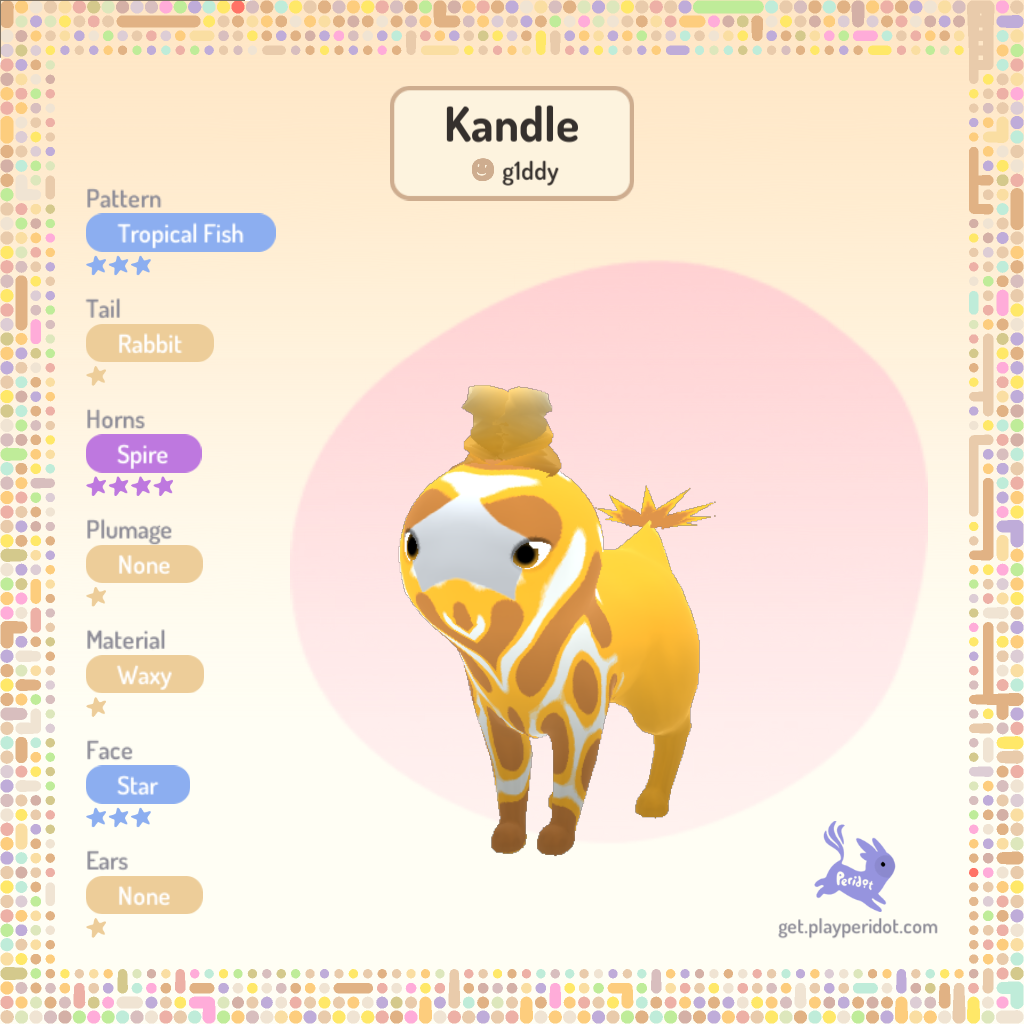 Kandle
g1ddy
Pattern
Tropical Fish
Tail
Rabbit
Horns
Spire
Plumage
None
Material
Waxy
Face
Star
Ears
None
Peridot
get.playperidot.com